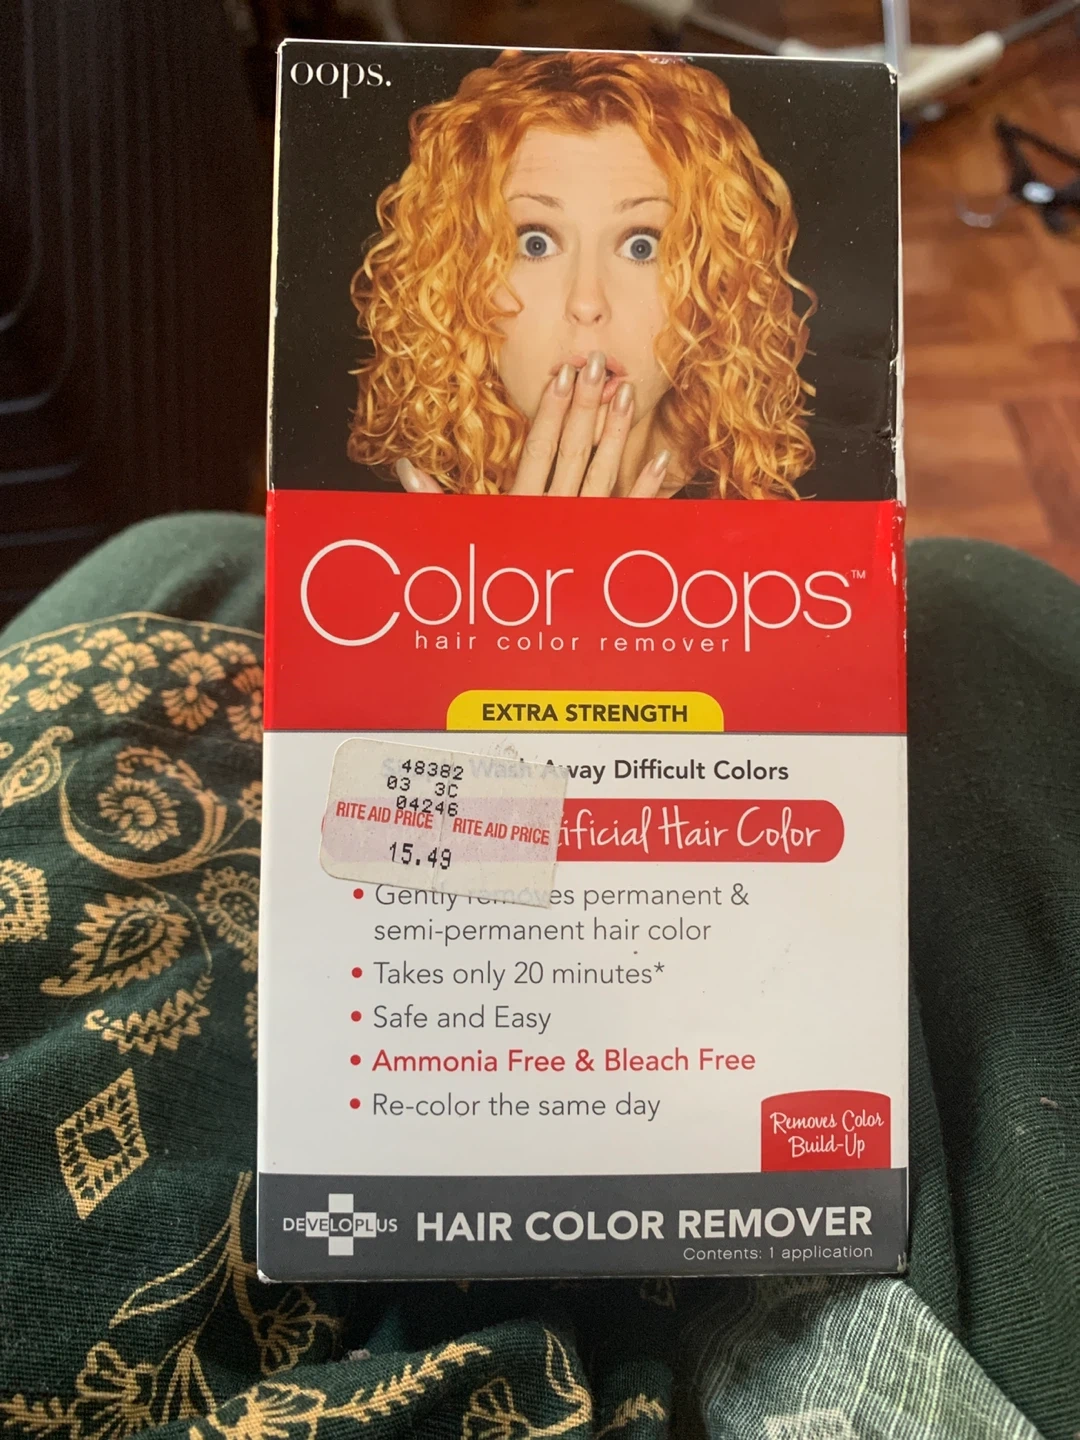 oops.
Color Oops™
hair color remover
EXTRA STRENGTH
Wash Away Difficult Colors
48382
03 3C
04246
RITE AID PRICE RITE AID PRICE
15.49
Hair Color
• Gently removes permanent &
semi-permanent hair color
• Takes only 20 minutes*
• Safe and Easy
• Ammonia Free & Bleach Free
• Re-color the same day
Removes Color
Build-Up
DEVELOPLUS
HAIR COLOR REMOVER
Contents: 1 application